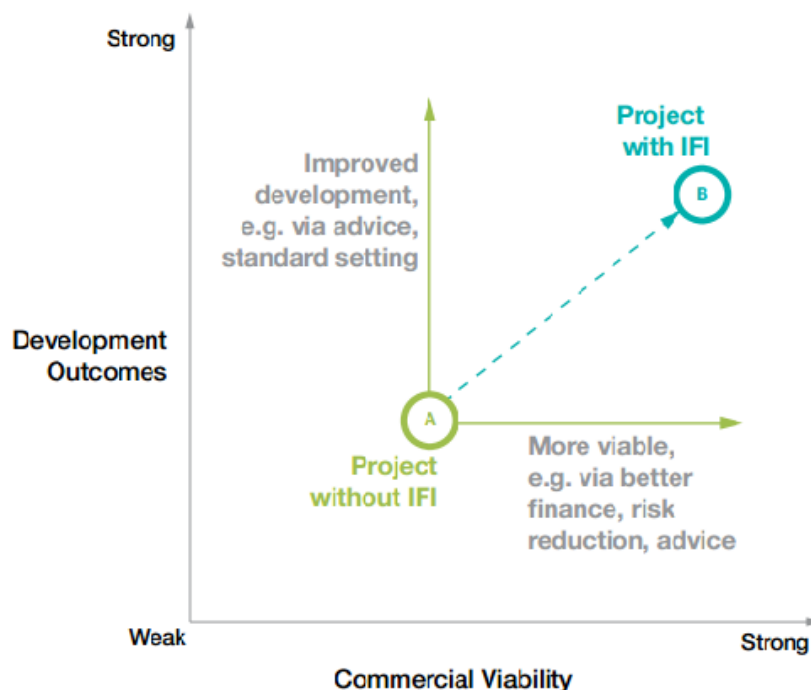 Strong
Project
with IFI
B
Improved
development,
e.g. via advice,
standard setting
Development
Outcomes
A
Project
without IFI
More viable,
e.g. via better
finance, risk
reduction, advice
Weak
Strong
Commercial Viability